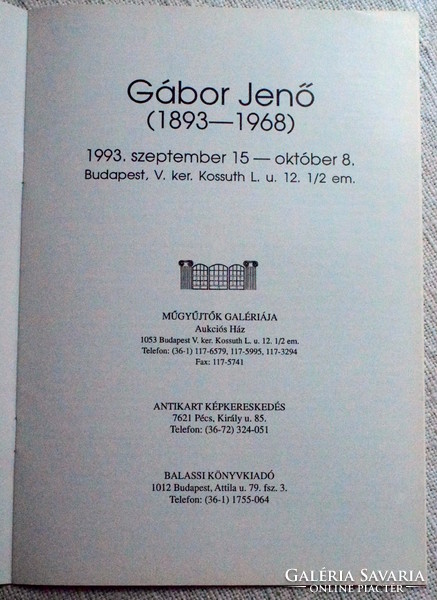 Gábor Jenő
(1893—1968)
1993. szeptember 15 — október 8.
Budapest, V. ker. Kossuth L. u. 12. 1/2 em.
MŰGYŰJTŐK GALÉRIÁJA
Aukciós Ház
1053 Budapest V. ker. Kossuth L. u. 12. 1/2 em.
Telefon: (36-1) 117-6579, 117-5995, 117-3294
Fax: 117-5741
ANTIKART KÉPKERESKEDÉS
7621 Pécs, Király u. 85.
Telefon: (36-72) 324-051
BALASSI KÖNYVKIADÓ
1012 Budapest, Attila u. 79. fsz. 3.
Telefon: (36-1) 1755-064
GALÉRIA SAVARIA
ONLINE PIACTÉR